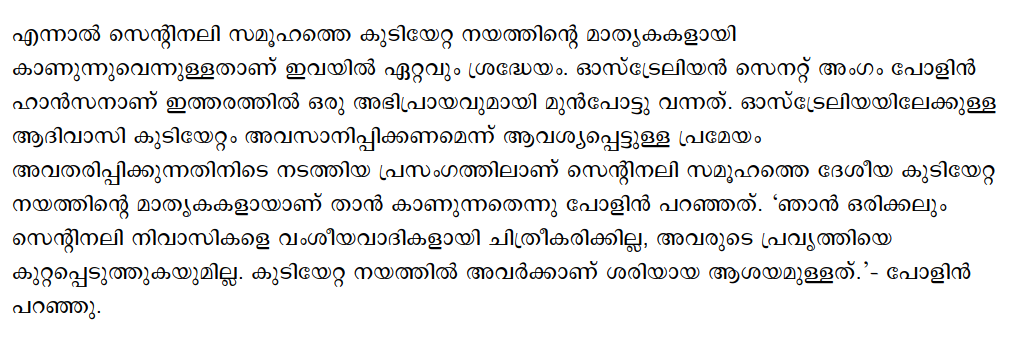 എന്നാൽ സെന്റിനലി സമൂഹത്തെ കുടിയേറ്റ നയത്തിന്റെ മാതൃകകളായി
കാണുന്നുവെന്നുള്ളതാണ് ഇവയിൽ ഏറ്റവും ശ്രദ്ധേയം. ഓസ്ട്രേലിയൻ സെനറ്റ് അംഗം പോളിൻ
ഹാൻസനാണ് ഇത്തരത്തിൽ ഒരു അഭിപ്രായവുമായി മുൻപോട്ടു വന്നത്. ഓസ്ട്രേലിയയിലേക്കുള്ള
ആദിവാസി കുടിയേറ്റം അവസാനിപ്പിക്കണമെന്ന് ആവശ്യപ്പെട്ടുള്ള പ്രമേയം
അവതരിപ്പിക്കുന്നതിനിടെ നടത്തിയ പ്രസംഗത്തിലാണ് സെന്റിനലി സമൂഹത്തെ ദേശീയ കുടിയേറ്റ
നയത്തിന്റെ മാതൃകകളായാണ് താൻ കാണുന്നതെന്നു പോളിൻ പറഞ്ഞത്. ‘ഞാൻ ഒരിക്കലും
സെന്റിനലി നിവാസികളെ വംശീയവാദികളായി ചിത്രീകരിക്കില്ല, അവരുടെ പ്രവൃത്തിയെ
കുറ്റപ്പെടുത്തുകയുമില്ല. കുടിയേറ്റ നയത്തിൽ അവർക്കാണ് ശരിയായ ആശയമുള്ളത്.’– പോളിൻ
പറഞ്ഞു.